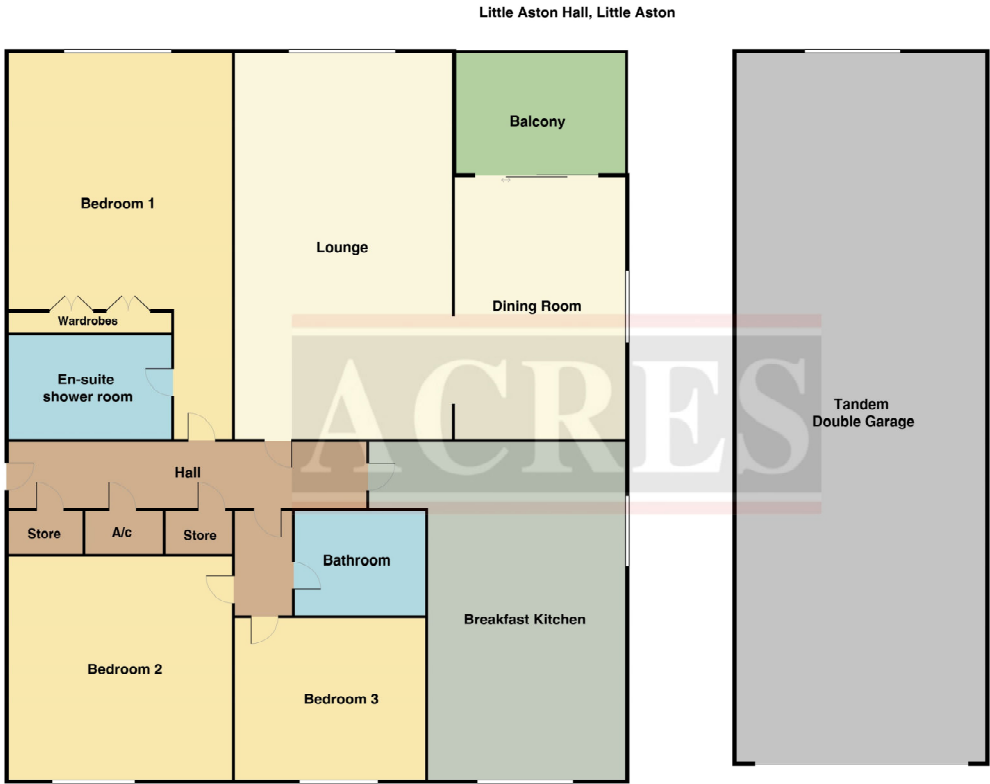 Little Aston Hall, Little Aston
Balcony
Bedroom 1
Lounge
Dining Room
Wardrobes
En-suite
shower room
ACRES
Tandem
Double Garage
Hall
Store
A/c
Store
Bathroom
Breakfast Kitchen
Bedroom 2
Bedroom 3